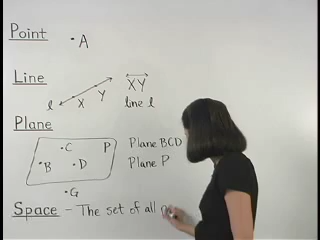 Point
A
Line
XY
l X Y line l
Plane
C P Plane BCD
B D Plane P
G
Space - The set of all